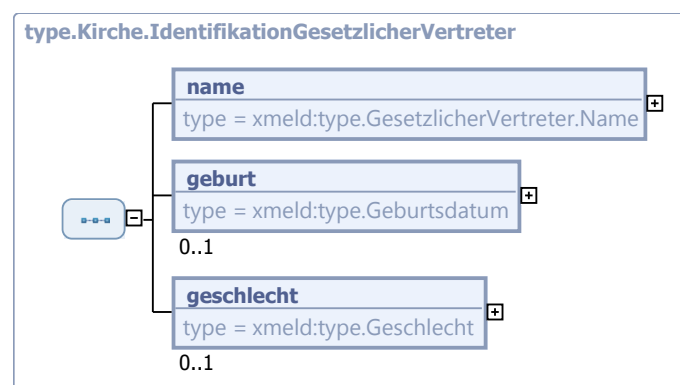 type.Kirche.IdentifikationGesetzlicherVertreter
name
type = xmeld:type.GesetzlicherVertreter.Name
geburt
type = xmeld:type.Geburtsdatum
0..1
geschlecht
type = xmeld:type.Geschlecht
0..1